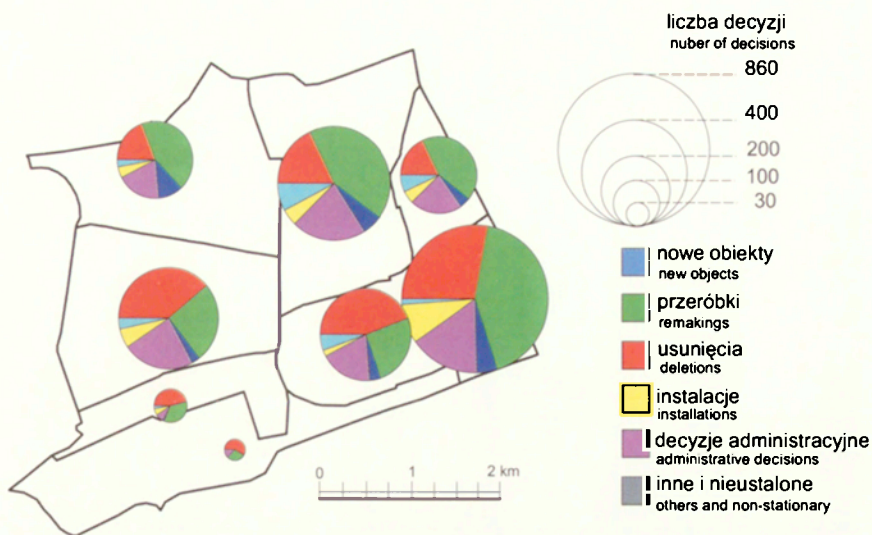 liczba decyzji
nuber of decisions
860
400
200
100
30
nowe obiekty
new objects
przeróbki
remakings
usunięcia
deletions
instalacje
installations
decyzje administracyjne
administrative decisions
inne i nieustalone
others and non-stationary
0 1 2 km